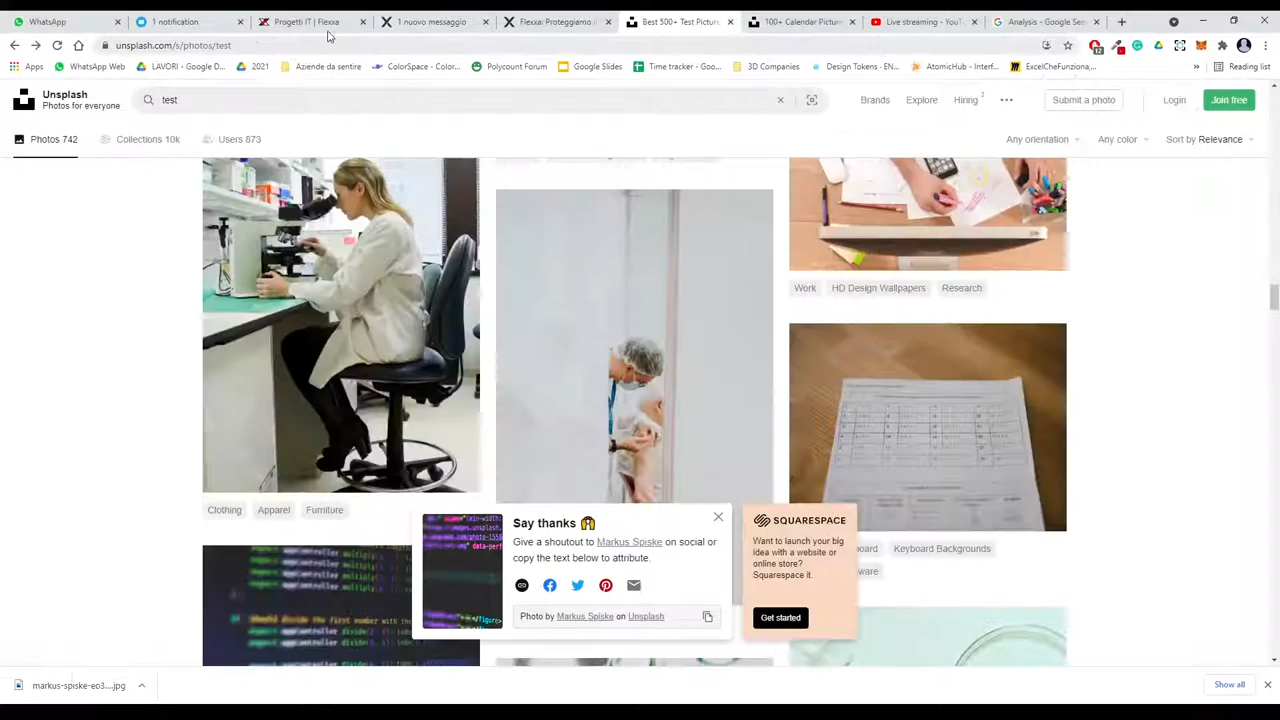 WhatsApp
1 notification
Progetti IT | Flexxa
1 nuovo messaggio
Flexxa: Proteggiamo il
Best 500+ Test Picture
100+ Calendar Picture
Live streaming - YouT
Analysis - Google Sea
unsplash.com/s/photos/test
12
Apps
WhatsApp Web
LAVORI - Google D...
2021
Aziende da sentire
ColorSpace - Color...
Polycount Forum
Google Slides
Time tracker - Goo...
3D Companies
Design Tokens · EN...
AtomicHub - Interf...
ExcelCheFunziona,...
Reading list
Unsplash
Photos for everyone
test
Brands
Explore
Hiring 2
Submit a photo
Login
Join free
Photos 742
Collections 10k
Users 673
Any orientation
Any color
Sort by Relevance
Work
HD Design Wallpapers
Research
Clothing
Apparel
Furniture
Keyboard Backgrounds
Say thanks 🙌
Give a shoutout to Markus Spiske on social or
copy the text below to attribute.
Photo by Markus Spiske on Unsplash
SQUARESPACE
Want to launch your big
idea with a website or
online store?
Squarespace it.
Get started
markus-spiske-eo3....jpg
Show all